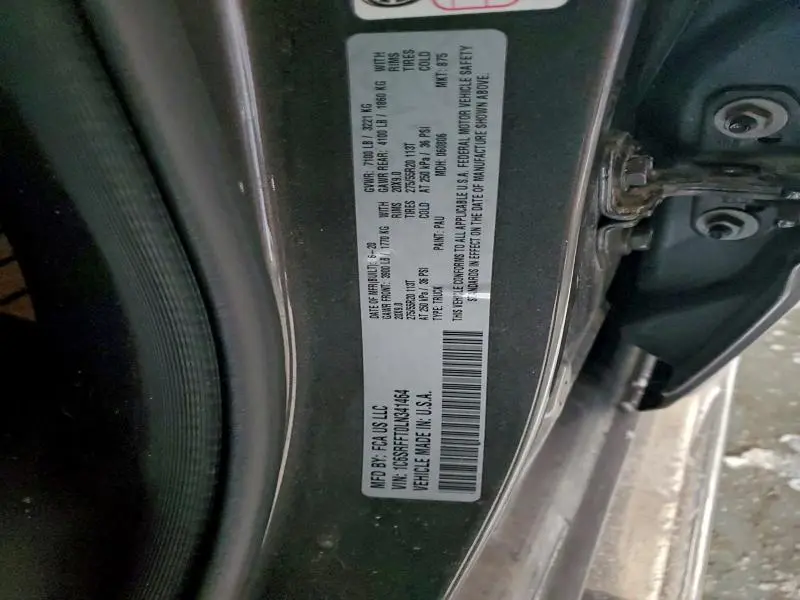 MFD BY: FCA US LLC
VIN: 1C6SRFFT0LN341464
VEHICLE MADE IN: U.S.A.
DATE OF MFR(BUILT): 6-20
GVWR: 7100 LB / 3221 KG
GAWR FRONT: 3900 LB / 1770 KG WITH
GAWR REAR: 4100 LB / 1860 KG WITH
20X9.0 RIMS
20X9.0 RIMS
275/55R20 113T TIRES
275/55R20 113T TIRES
AT 250 kPa / 36 PSI COLD
AT 250 kPa / 36 PSI COLD
TYPE: TRUCK PAINT: PAU MDH: 060806 MKT: 875
THIS VEHICLE CONFORMS TO ALL APPLICABLE U.S.A. FEDERAL MOTOR VEHICLE SAFETY
STANDARDS IN EFFECT ON THE DATE OF MANUFACTURE SHOWN ABOVE.